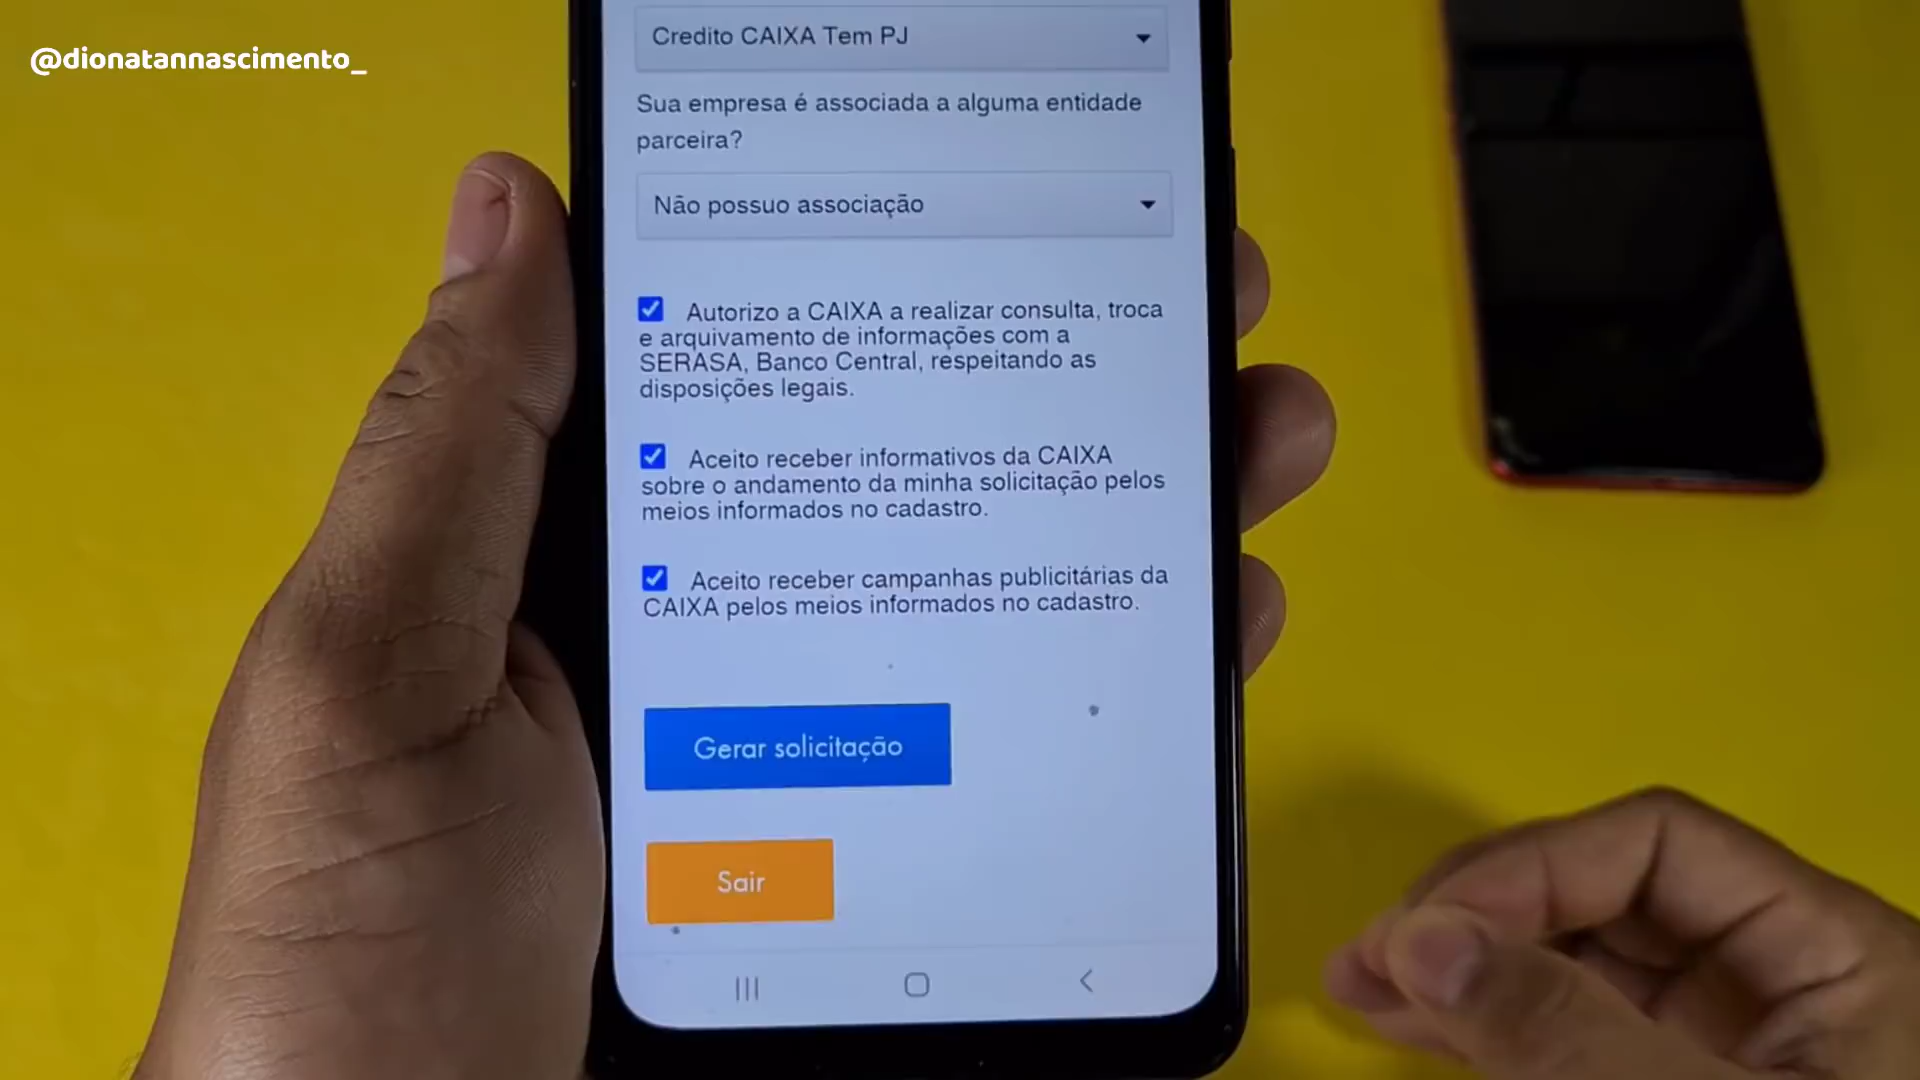 @dionatannascimento_
Credito CAIXA Tem PJ
Sua empresa é associada a alguma entidade
parceira?
Não possuo associação
Autorizo a CAIXA a realizar consulta, troca
e arquivamento de informações com a
SERASA, Banco Central, respeitando as
disposições legais.
Aceito receber informativos da CAIXA
sobre o andamento da minha solicitação pelos
meios informados no cadastro.
Aceito receber campanhas publicitárias da
CAIXA pelos meios informados no cadastro.
Gerar solicitação
Sair